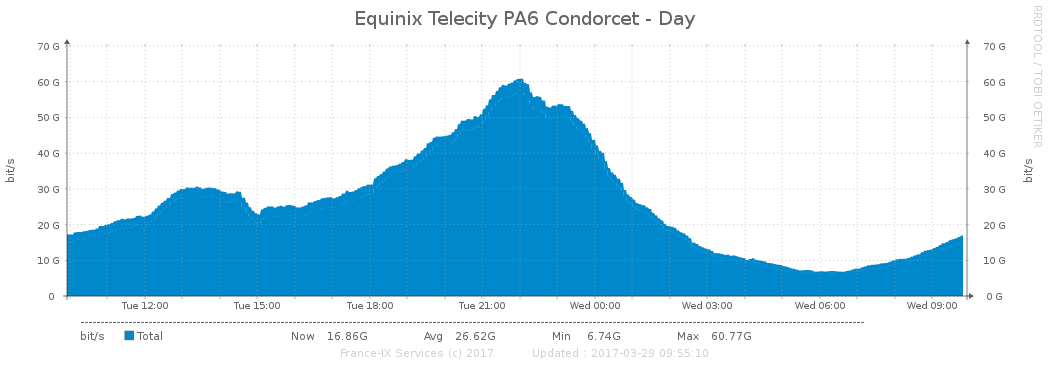 Equinix Telecity PA6 Condorcet - Day
RRDTOOL / TOBI OETIKER
70 G 70 G
60 G 60 G
50 G 50 G
40 G 40 G
30 G 30 G
20 G 20 G
10 G 10 G
0 0 G
bit/s
bit/s
Tue 12:00 Tue 15:00 Tue 18:00 Tue 21:00 Wed 00:00 Wed 03:00 Wed 06:00 Wed 09:00
bit/s Total Now 16.86G Avg 26.62G Min 6.74G Max 60.77G
France-IX Services (c) 2017 Updated : 2017-03-29 09:55:10